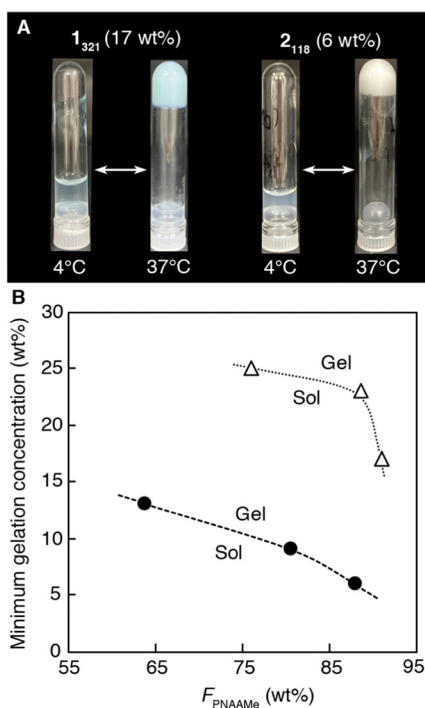 A
1₃₂₁ (17 wt%) 2₁₁₈ (6 wt%)
4°C 37°C 4°C 37°C
B
Minimum gelation concentration (wt%)
30
25
20
15
10
5
0
Gel
Sol
Gel
Sol
55 65 75 85 95
F_PNAAMe (wt%)